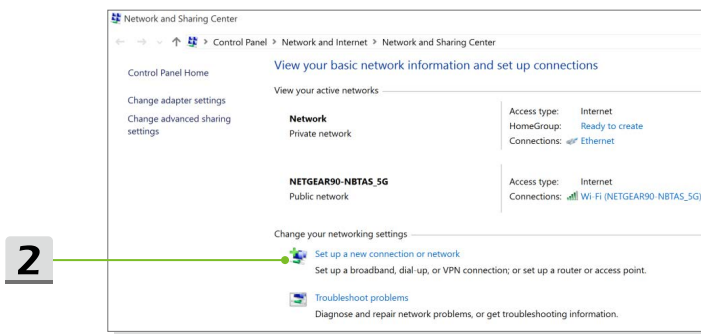 Network and Sharing Center
Control Panel > Network and Internet > Network and Sharing Center
Control Panel Home
Change adapter settings
Change advanced sharing
settings
View your basic network information and set up connections
View your active networks
Network
Private network
Access type: Internet
HomeGroup: Ready to create
Connections: Ethernet
NETGEAR90-NBTAS_5G
Public network
Access type: Internet
Connections: Wi-Fi (NETGEAR90-NBTAS_5G)
Change your networking settings
2
Set up a new connection or network
Set up a broadband, dial-up, or VPN connection; or set up a router or access point.
Troubleshoot problems
Diagnose and repair network problems, or get troubleshooting information.